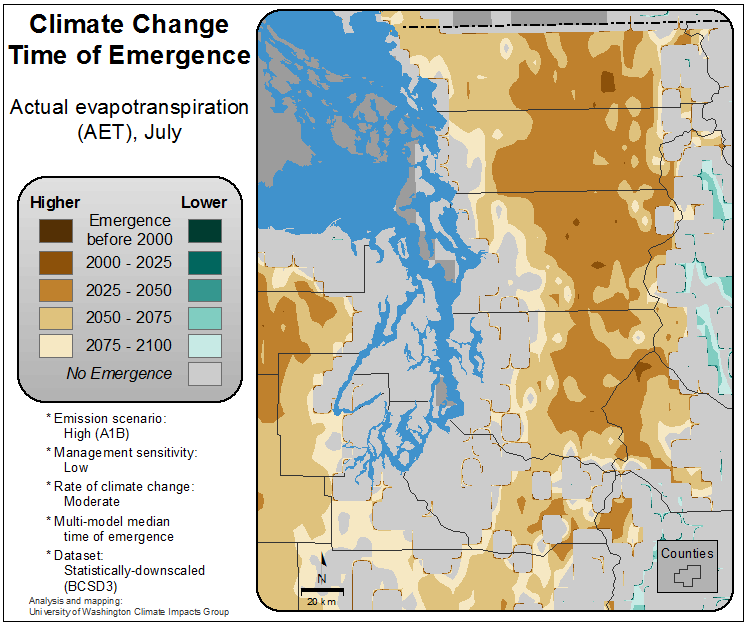 Climate Change
Time of Emergence
Actual evapotranspiration
(AET), July
Higher Lower
Emergence
before 2000
2000 - 2025
2025 - 2050
2050 - 2075
2075 - 2100
No Emergence
* Emission scenario:
High (A1B)
* Management sensitivity:
Low
* Rate of climate change:
Moderate
* Multi-model median
time of emergence
* Dataset:
Statistically-downscaled
(BCSD3)
Analysis and mapping:
University of Washington Climate Impacts Group
N
20 km
Counties